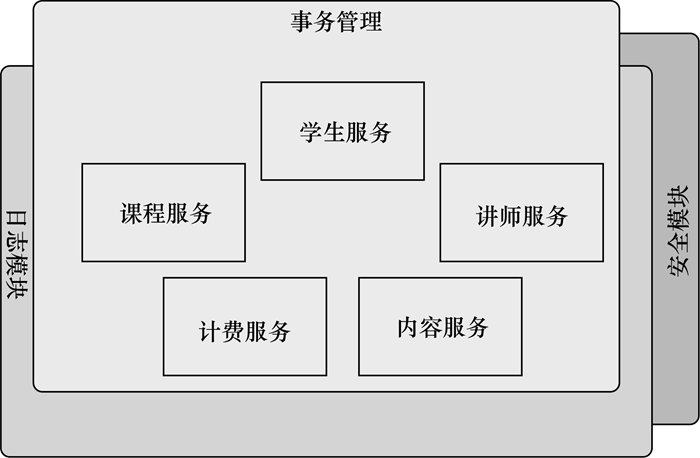 事务管理
学生服务
课程服务
讲师服务
计费服务
内容服务
日志模块
安全模块